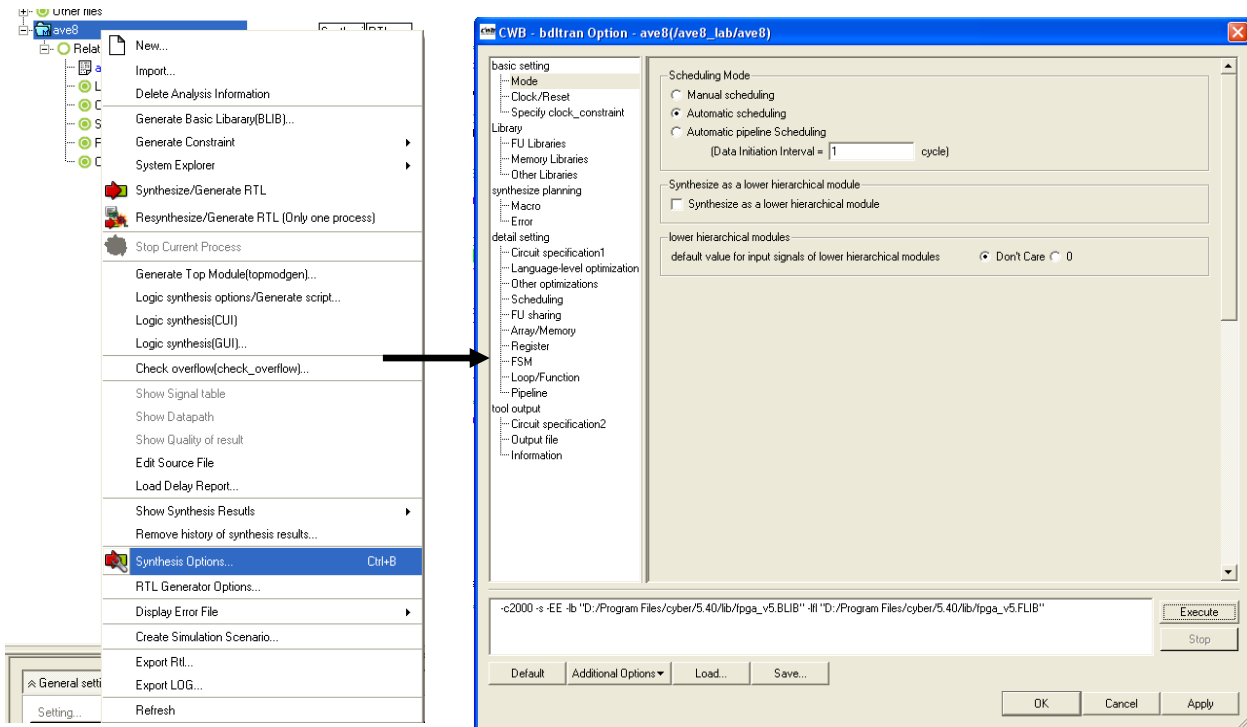 Other files
ave8
Relat
New...
Import...
Delete Analysis Information
Generate Basic Libarary(BLIB)...
Generate Constraint
System Explorer
Synthesize/Generate RTL
Resynthesize/Generate RTL (Only one process)
Stop Current Process
Generate Top Module(topmodgen)...
Logic synthesis options/Generate script...
Logic synthesis(CUI)
Logic synthesis(GUI)...
Check overflow(check_overflow)...
Show Signal table
Show Datapath
Show Quality of result
Edit Source File
Load Delay Report...
Show Synthesis Resutls
Remove history of synthesis results...
Synthesis Options... Ctrl+B
RTL Generator Options...
Display Error File
Create Simulation Scenario...
Export Rtl...
Export LOG...
Refresh
General setti
Setting...
CWB - bdltran Option - ave8(/ave8_lab/ave8)
basic setting
Mode
Clock/Reset
Specify clock_constraint
Library
FU Libraries
Memory Libraries
Other Libraries
synthesize planning
Macro
Error
detail setting
Circuit specification1
Language-level optimization
Other optimizations
Scheduling
FU sharing
Array/Memory
Register
FSM
Loop/Function
Pipeline
tool output
Circuit specification2
Output file
Information
Scheduling Mode
Manual scheduling
Automatic scheduling
Automatic pipeline Scheduling
(Data Initiation Interval = 1 cycle)
Synthesize as a lower hierarchical module
Synthesize as a lower hierarchical module
lower hierarchical modules
default value for input signals of lower hierarchical modules Don't Care 0
-c2000 -s -EE -lb "D:/Program Files/cyber/5.40/lib/fpga_v5.BLIB" -lfl "D:/Program Files/cyber/5.40/lib/fpga_v5.FLIB"
Execute
Stop
Default Additional Options Load... Save...
OK Cancel Apply